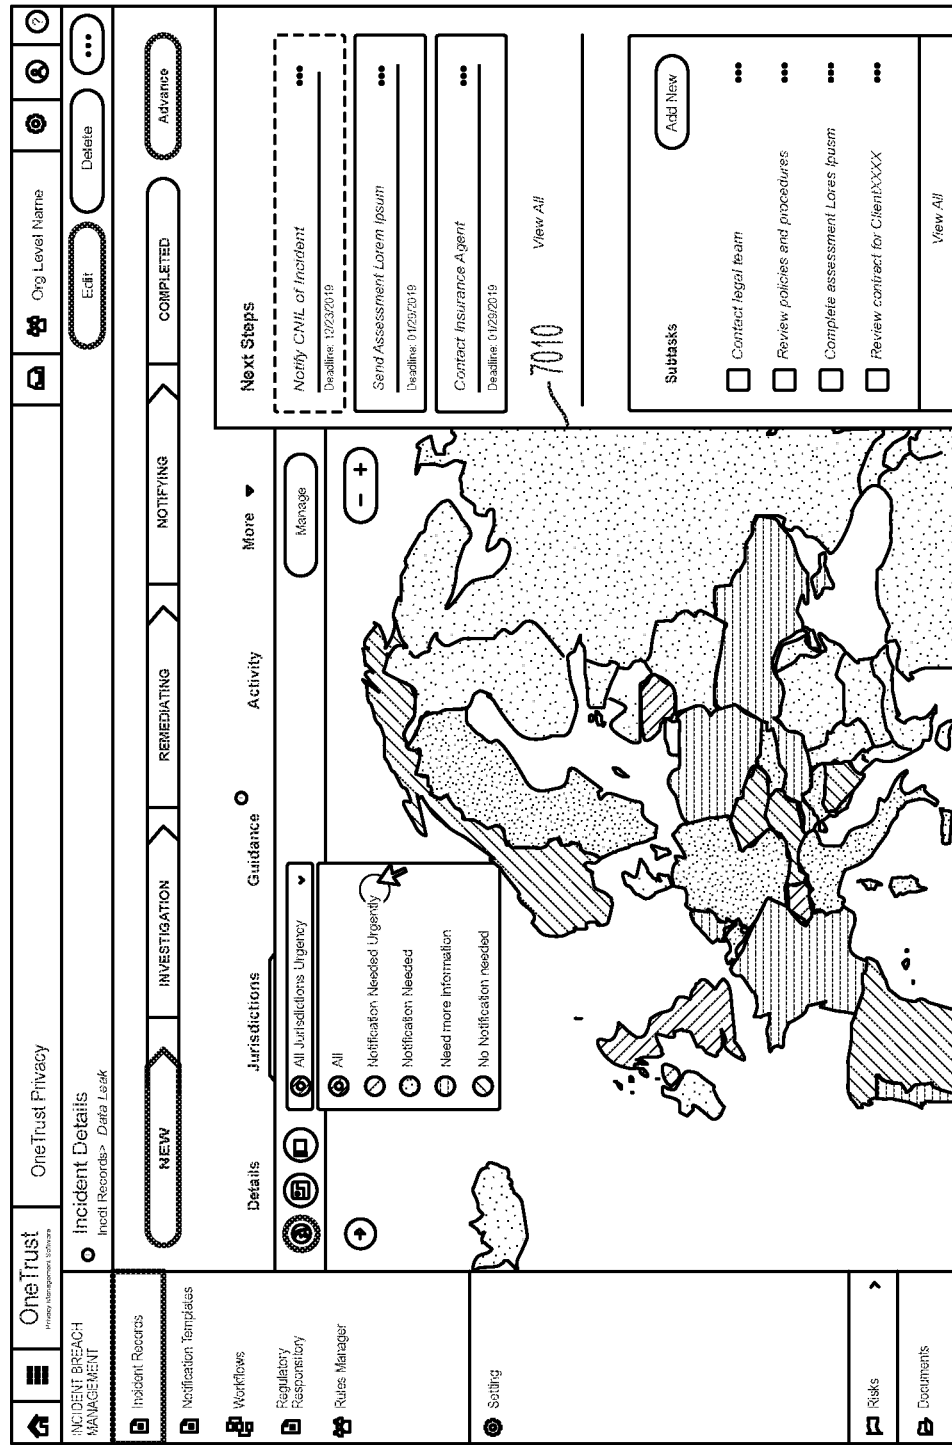 OneTrust
Privacy Management Software
OneTrust Privacy
Org Level Name
?
INCIDENT BREACH
MANAGEMENT
Incident Records
Notification Templates
Workflows
Regulatory
Responsitory
Rules Manager
Setting
Risks
Documents
Incident Details
Incdt Records> Data Leak
Edit
Delete
NEW
INVESTIGATION
REMEDIATING
NOTIFYING
COMPLETED
Advance
Details
Jurisdictions
Guidance
Activity
More
All Jurisdictions Urgency
Manage
All
Notification Needed Urgently
Notification Needed
Need more Information
No Notification needed
- +
Next Steps
Notify CNIL of Incident
Deadline: 12/23/2019
Send Assessment Lorem Ipsum
Deadline: 01/29/2019
Contact Insurance Agent
Deadline: 01/29/2019
View All
7010
Subtasks
Add New
Contact legal team
Review policies and procedures
Complete assessment Lores Ipusm
Review contract for ClientXXXX
View All